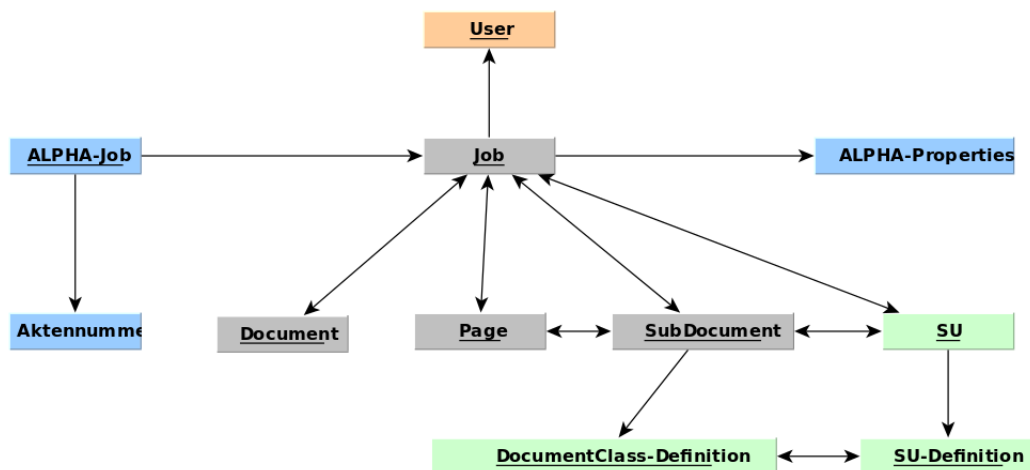 User
ALPHA-Job
Job
ALPHA-Properties
Aktennumme
Document
Page
SubDocument
SU
DocumentClass-Definition
SU-Definition